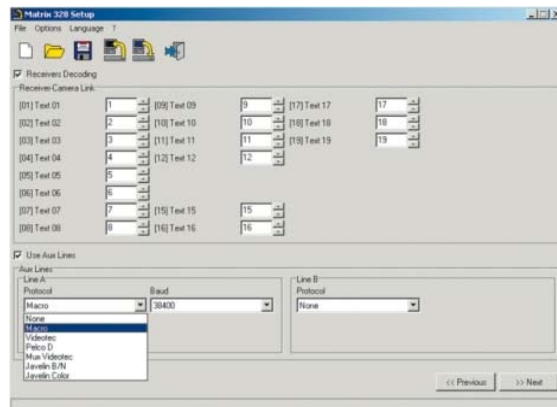 Matrix 328 Setup
File Options Language ?
Receivers Decoding
Receiver-Camera Link
[01] Text 01 1 [09] Text 09 9 [17] Text 17 17
[02] Text 02 2 [10] Text 10 10 [18] Text 18 18
[03] Text 03 3 [11] Text 11 11 [19] Text 19 19
[04] Text 04 4 [12] Text 12 12
[05] Text 05 5
[06] Text 06 6
[07] Text 07 7 [15] Text 15 15
[08] Text 08 8 [16] Text 16 16
Use Aux Lines
Aux Lines
Line A Line B
Protocol Baud Protocol
Macro 38400 None
None
Macro
Videotec
Pelco D
Mux Videotec
Javelin B/N
Javelin Color
<< Previous >> Next